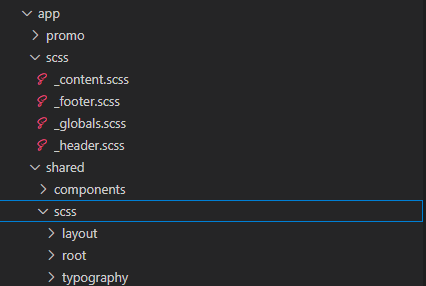 app
promo
scss
_content.scss
_footer.scss
_globals.scss
_header.scss
shared
components
scss
layout
root
typography